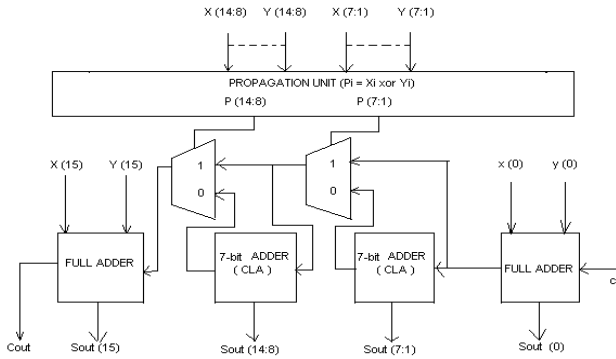 X (14:8) Y (14:8) X (7:1) Y (7:1)
PROPAGATION UNIT (Pi = Xi xor Yi)
P (14:8) P (7:1)
X (15) Y (15) 1 1 x (0) y (0)
0 0
FULL ADDER 7-bit ADDER 7-bit ADDER FULL ADDER
( CLA ) ( CLA )
c
Cout Sout (15) Sout (14:8) Sout (7:1) Sout (0)